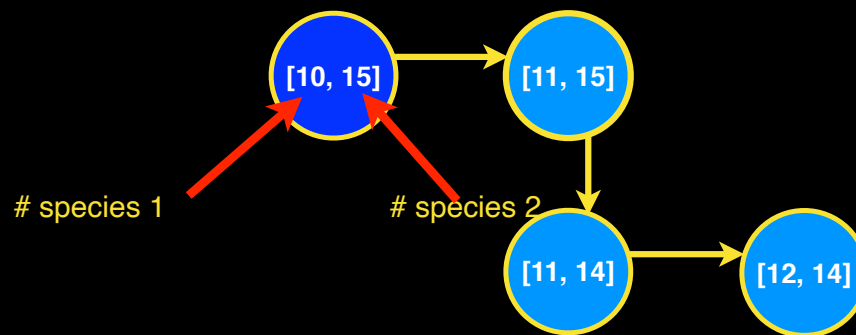 [10, 15]
[11, 15]
# species 1
# species 2
[11, 14]
[12, 14]